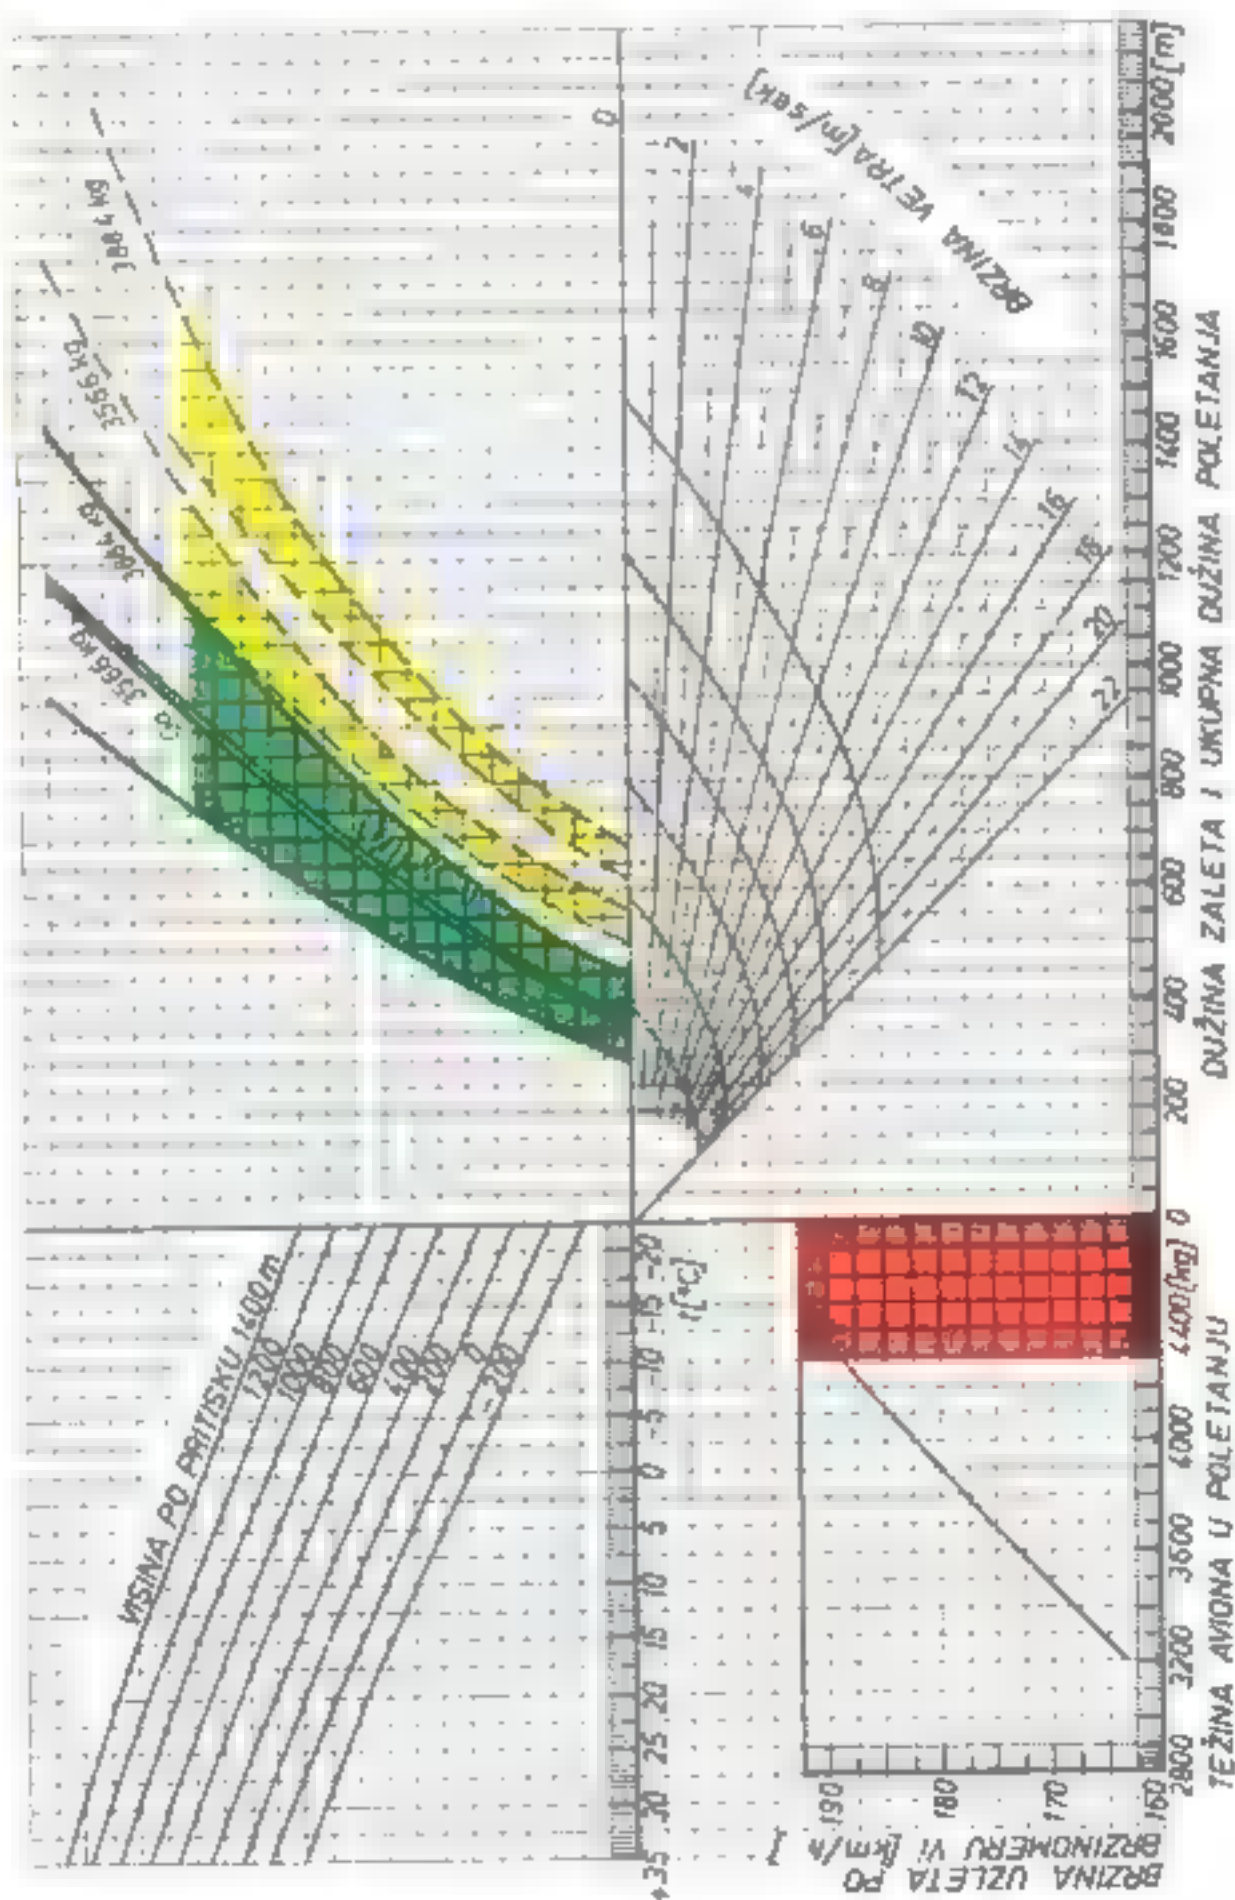 VISINA PO PRITISKU 1400m
1200
1000
800
600
400
200
0
-200
3566 kg
3884 kg
3566 kg
3884 kg
0
2
4
6
8
10
12
14
16
18
20
22
BRZINA VETRA [m/sek]
+35 30 25 20 15 10 5 0 -5 -10 -15 -20
t [°C]
BRZINA UZLETA PO
BRZINOMERU Vi [km/h]
190
180
170
160
2800 3200 3600 4000 4400 [kg]
TEŽINA AVIONA U POLETANJU
0 200 400 600 800 1000 1200 1400 1600 1800 2000 [m]
DUŽINA ZALETA I UKUPNA DUŽINA POLETANJA